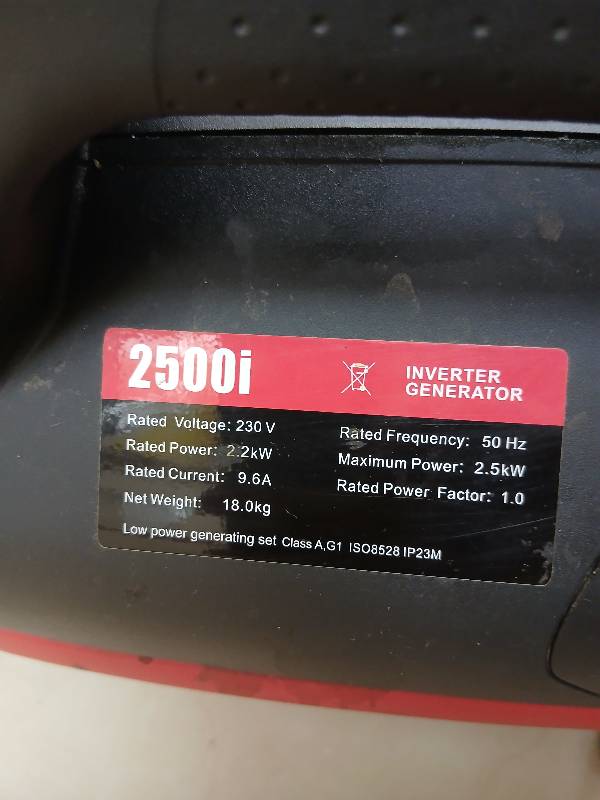 2500i
INVERTER
GENERATOR
Rated Voltage: 230 V
Rated Power: 2.2kW
Rated Current: 9.6A
Net Weight: 18.0kg
Rated Frequency: 50 Hz
Maximum Power: 2.5kW
Rated Power Factor: 1.0
Low power generating set Class A,G1 ISO8528 IP23M